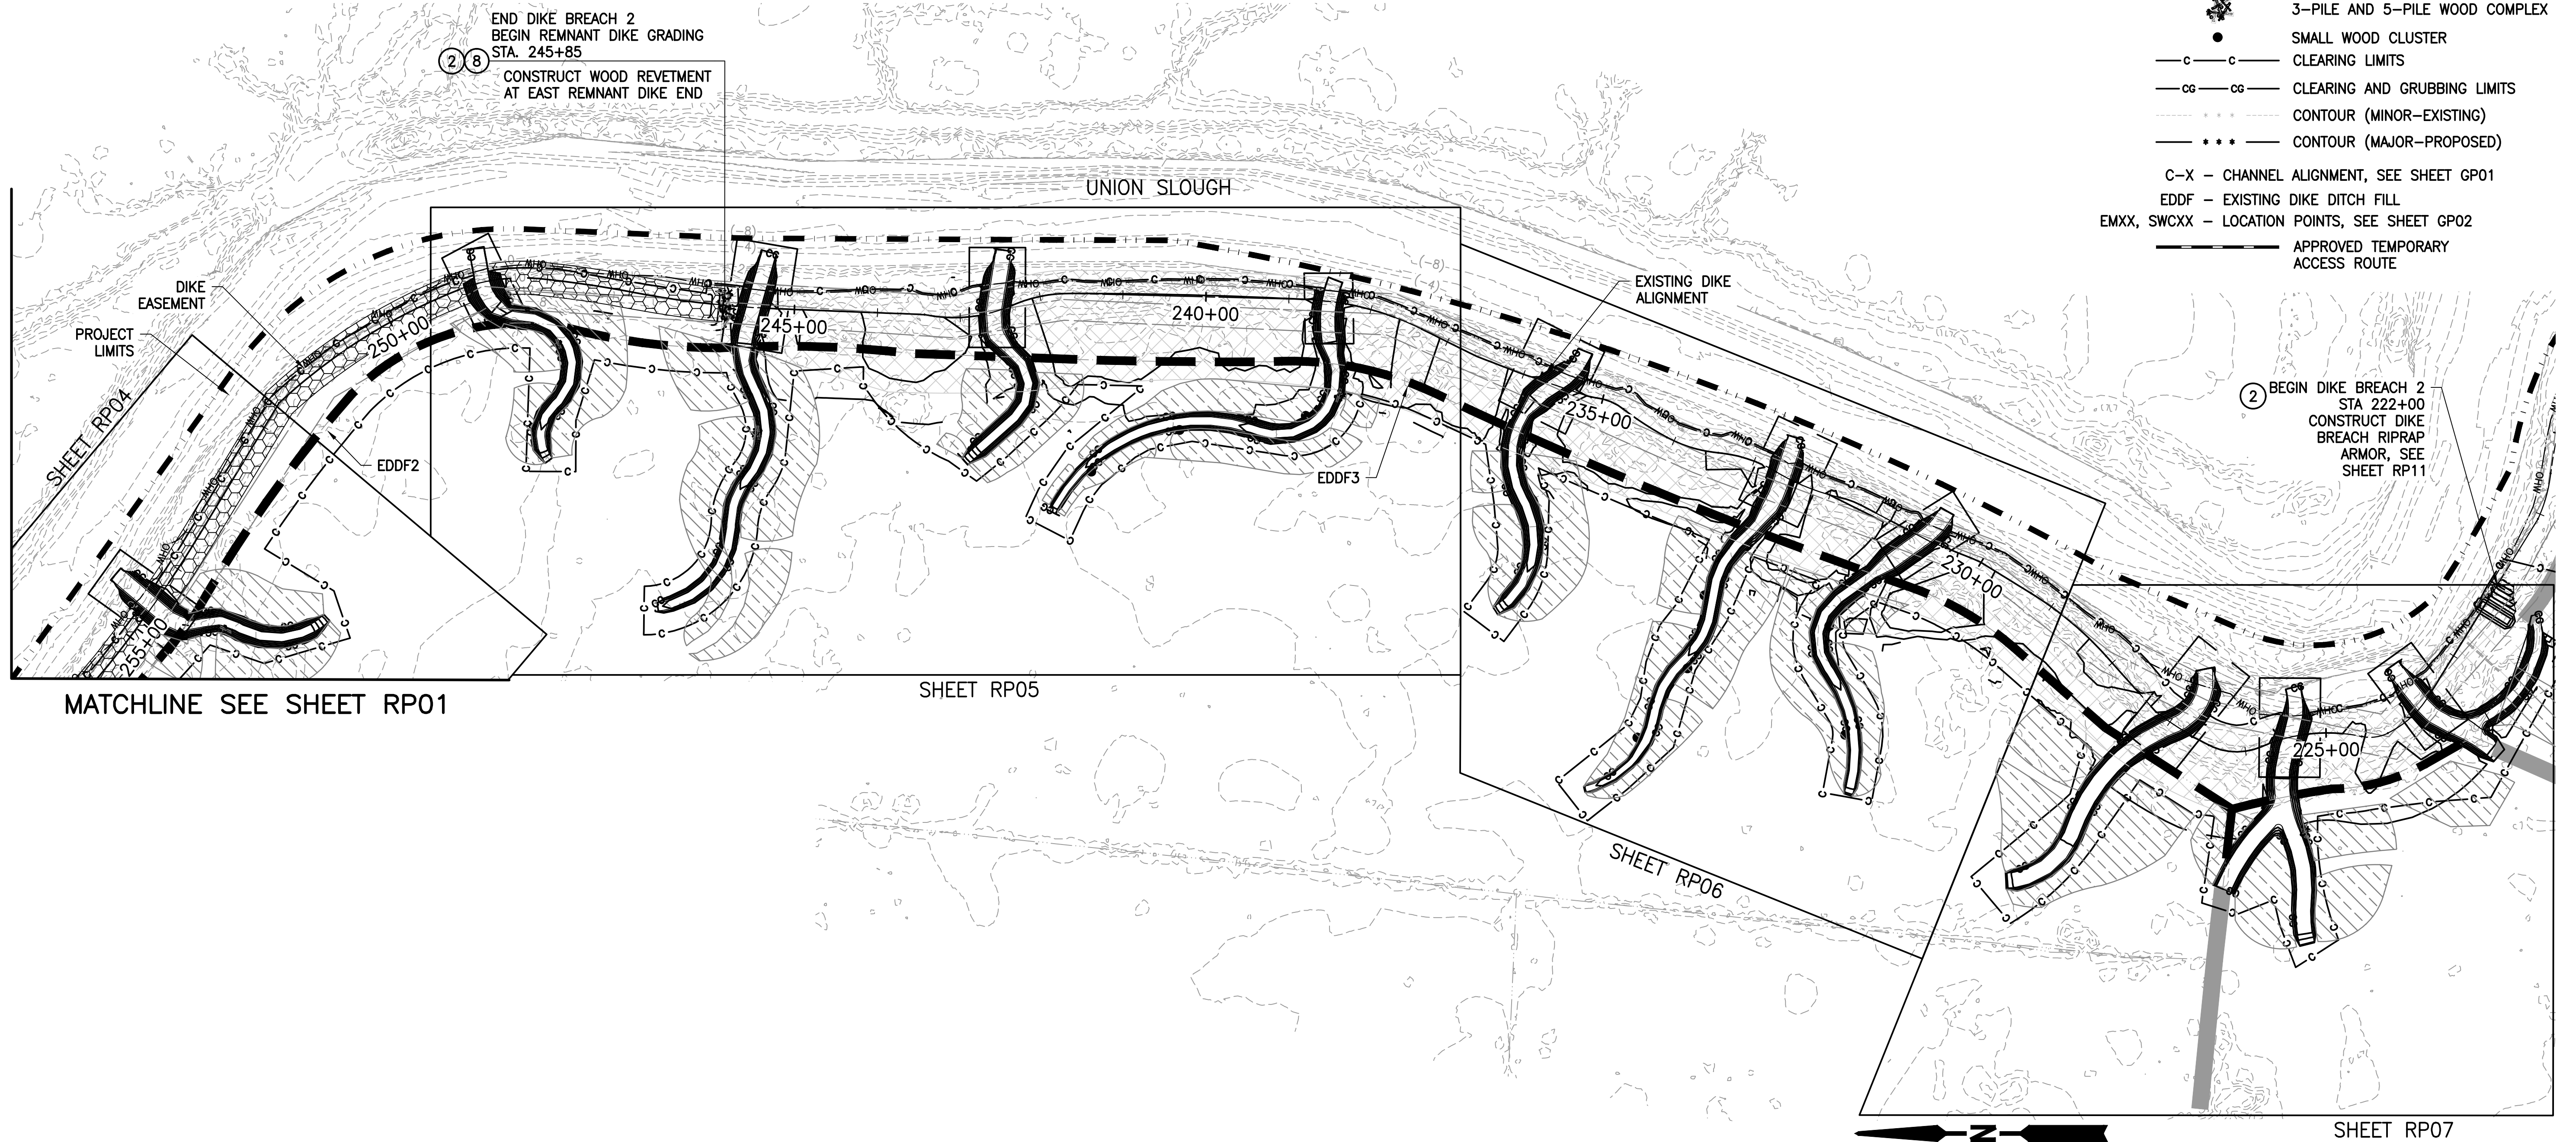 END DIKE BREACH 2
BEGIN REMNANT DIKE GRADING
STA. 245+85
2 8
CONSTRUCT WOOD REVETMENT
AT EAST REMNANT DIKE END
3-PILE AND 5-PILE WOOD COMPLEX
SMALL WOOD CLUSTER
C C CLEARING LIMITS
CG CG CLEARING AND GRUBBING LIMITS
CONTOUR (MINOR-EXISTING)
CONTOUR (MAJOR-PROPOSED)
C-X - CHANNEL ALIGNMENT, SEE SHEET GP01
EDDF - EXISTING DIKE DITCH FILL
EMXX, SWCXX - LOCATION POINTS, SEE SHEET GP02
APPROVED TEMPORARY
ACCESS ROUTE
UNION SLOUGH
(-8)
(-4)
(-8)
(-4)
DIKE
EASEMENT
PROJECT
LIMITS
SHEET RP04
250+00
245+00
240+00
EXISTING DIKE
ALIGNMENT
235+00
EDDF2
EDDF3
2
BEGIN DIKE BREACH 2
STA 222+00
CONSTRUCT DIKE
BREACH RIPRAP
ARMOR, SEE
SHEET RP11
230+00
255+00
225+00
MATCHLINE SEE SHEET RP01
SHEET RP05
SHEET RP06
N
SHEET RP07